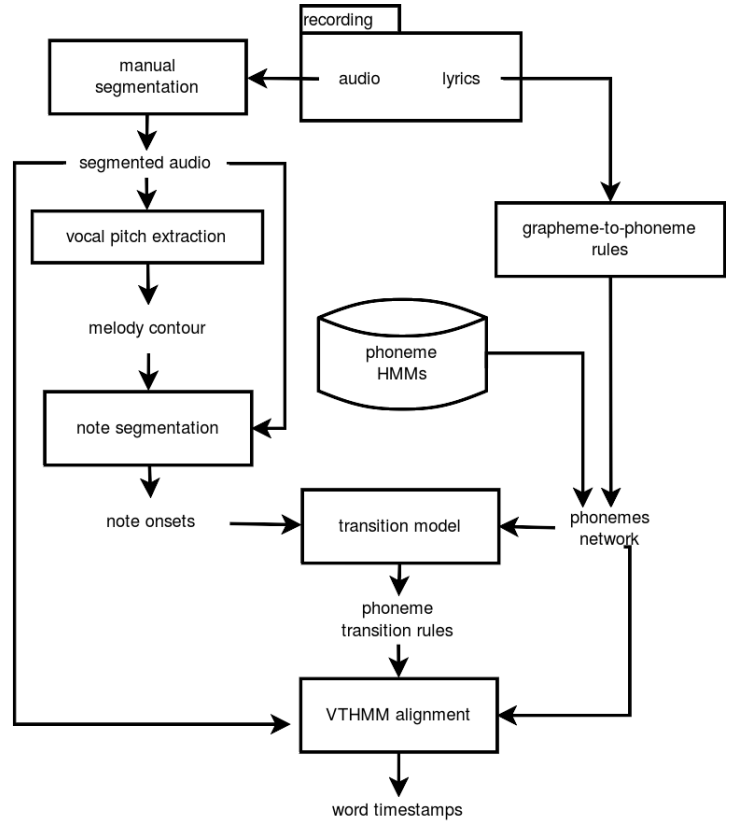 recording
audio
lyrics
manual
segmentation
segmented audio
vocal pitch extraction
grapheme-to-phoneme
rules
melody contour
phoneme
HMMs
note segmentation
note onsets
transition model
phonemes
network
phoneme
transition rules
VTHMM alignment
word timestamps